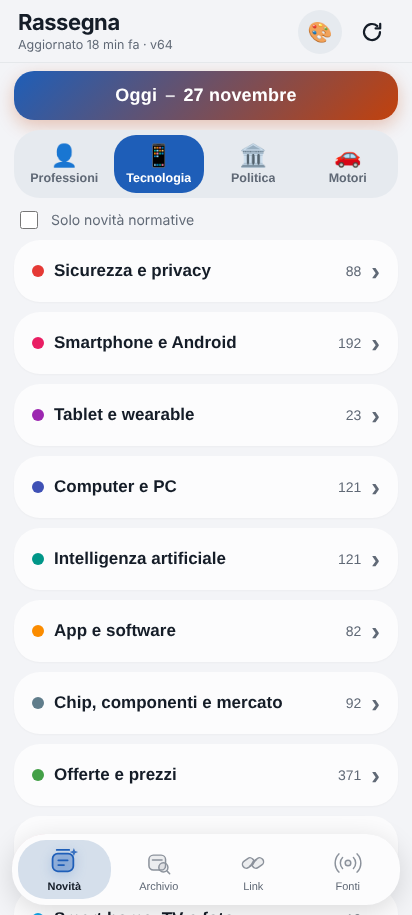 Rassegna
Aggiornato 18 min fa · v64
Oggi – 27 novembre
Professioni
Tecnologia
Politica
Motori
Solo novità normative
Sicurezza e privacy 88 ›
Smartphone e Android 192 ›
Tablet e wearable 23 ›
Computer e PC 121 ›
Intelligenza artificiale 121 ›
App e software 82 ›
Chip, componenti e mercato 92 ›
Offerte e prezzi 371 ›
Novità
Archivio
Link
Fonti